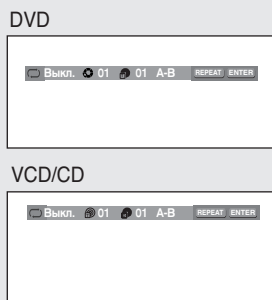 DVD
Выкл. 01 01 A-B REPEAT ENTER
VCD/CD
Выкл. 01 01 A-B REPEAT ENTER